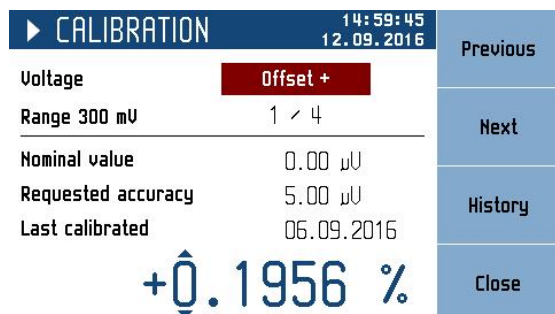 CALIBRATION
14:59:45
12.09.2016
Voltage Offset +
Range 300 mV 1 / 4
Nominal value 0.00 µV
Requested accuracy 5.00 µV
Last calibrated 06.09.2016
+0.1956 %
Previous
Next
History
Close